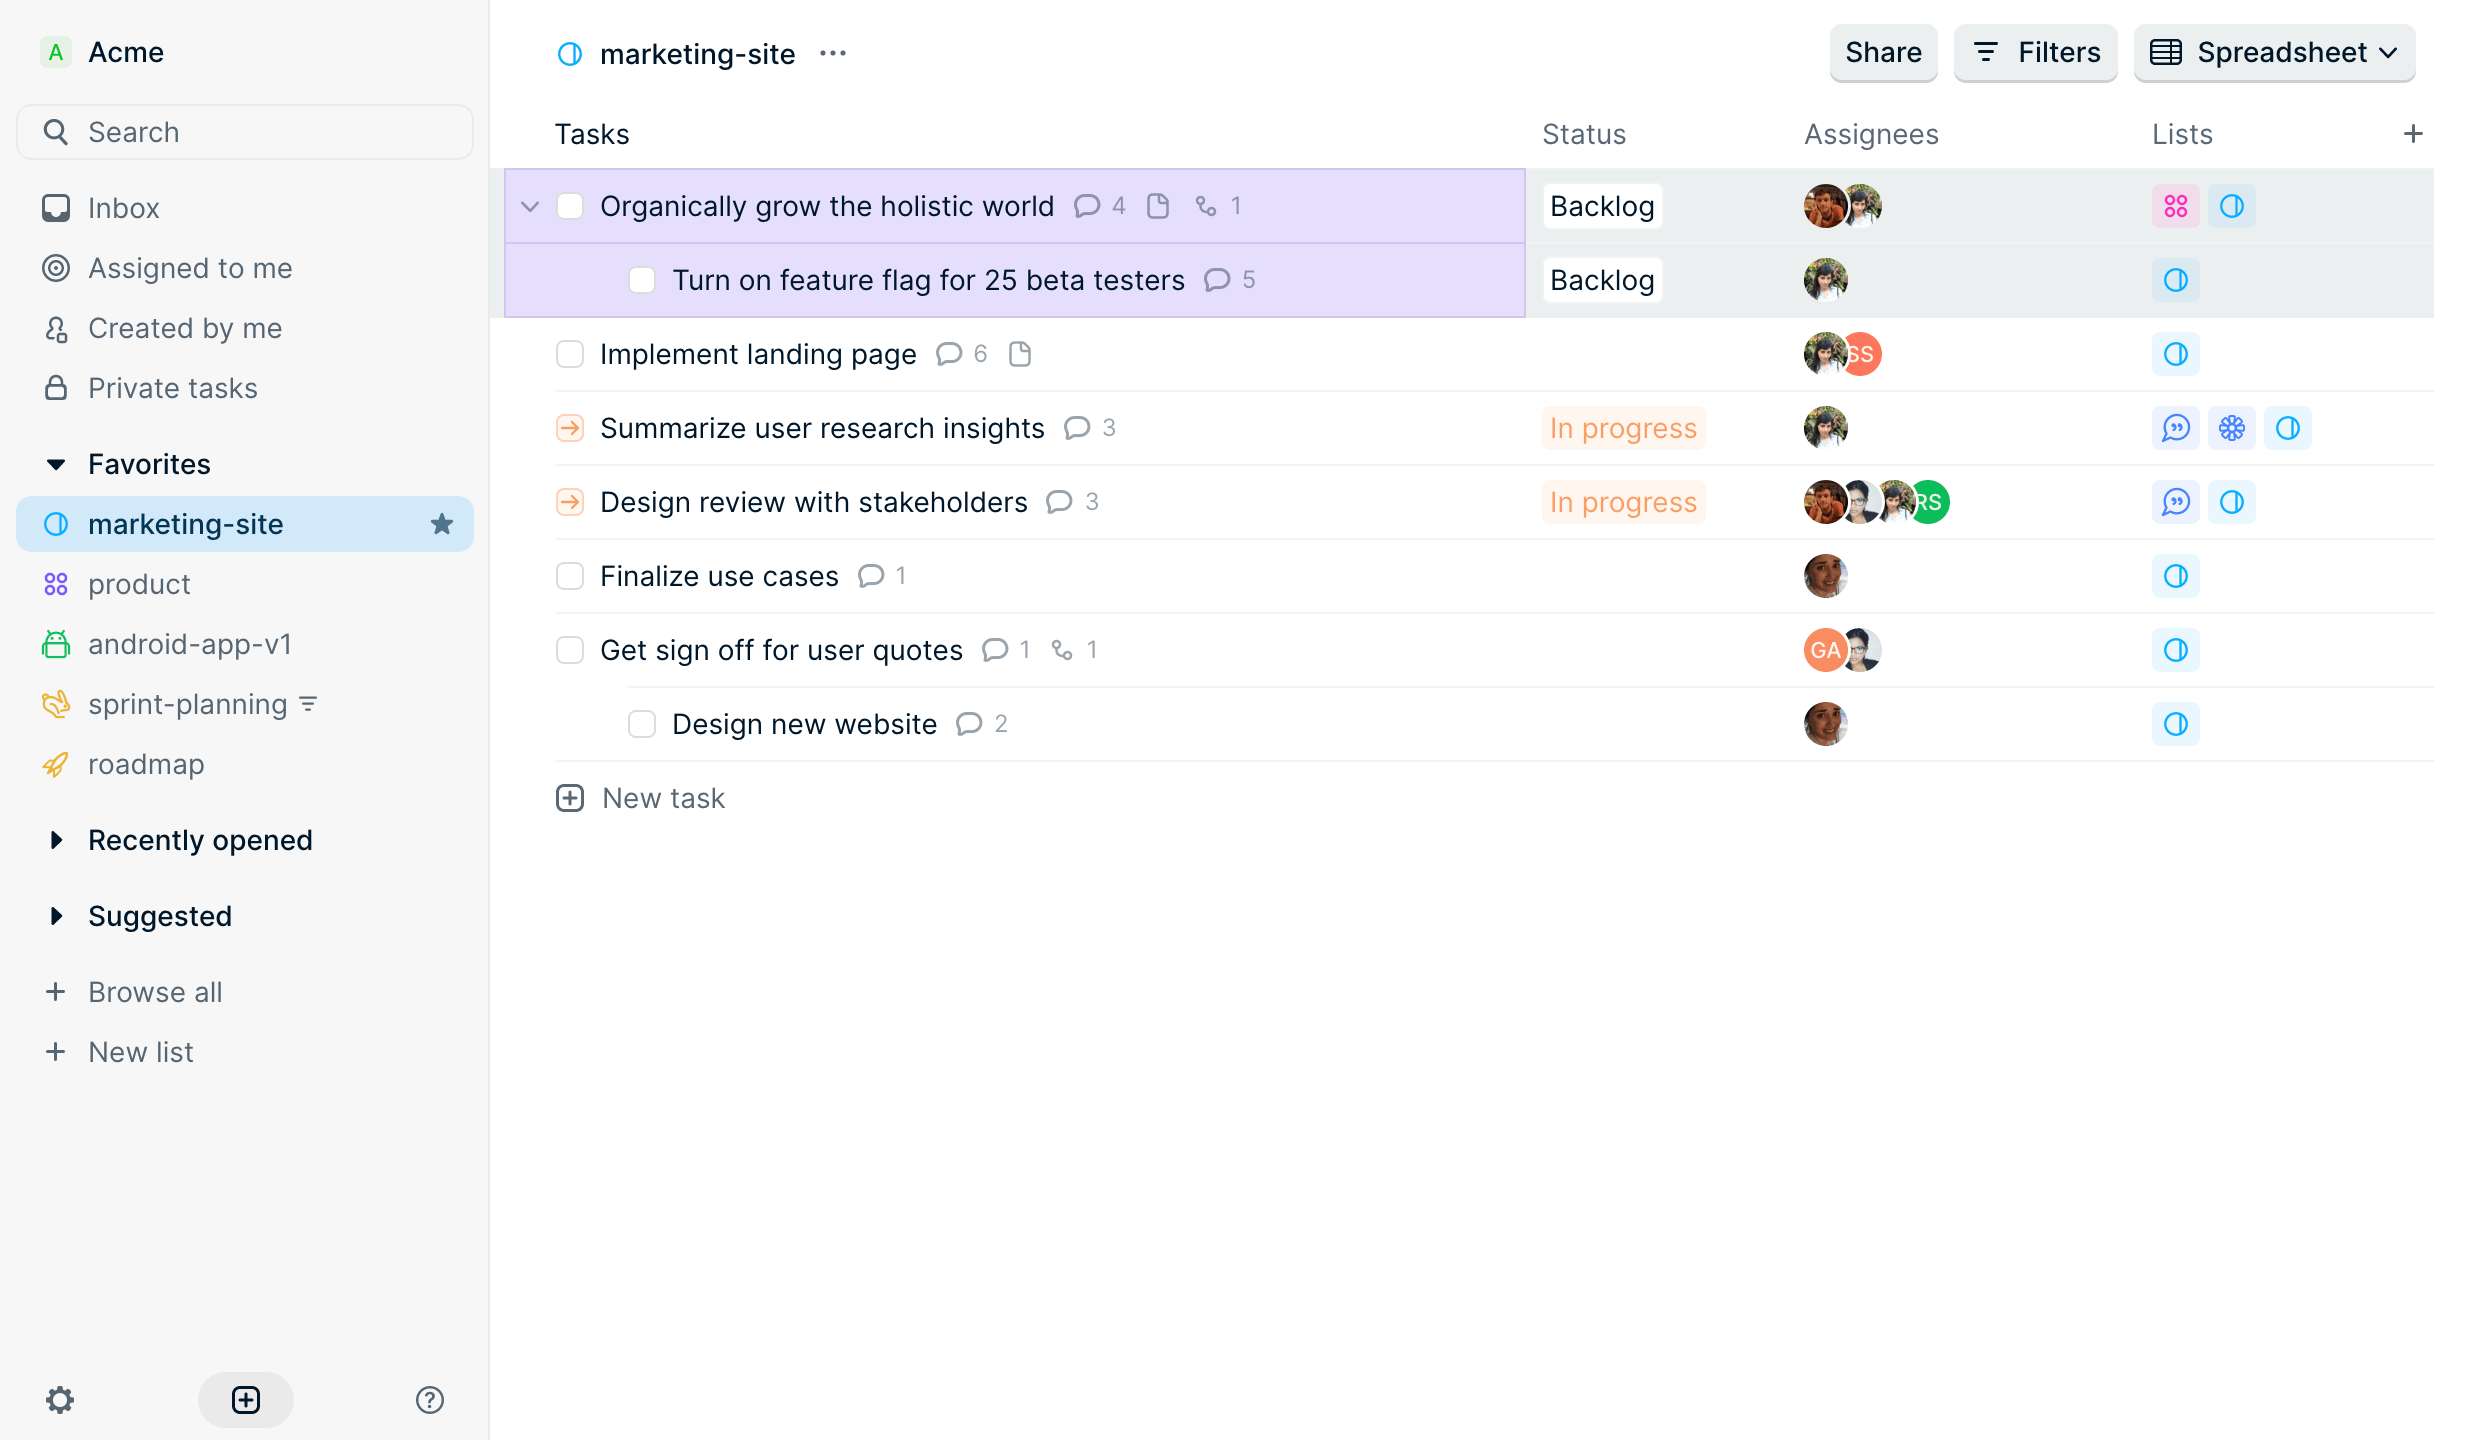 A Acme
Search
Inbox
Assigned to me
Created by me
Private tasks
Favorites
marketing-site
product
android-app-v1
sprint-planning
roadmap
Recently opened
Suggested
Browse all
New list
marketing-site
Share Filters Spreadsheet
Tasks Status Assignees Lists
Organically grow the holistic world 4 1 Backlog
Turn on feature flag for 25 beta testers 5 Backlog
Implement landing page 6 SS
Summarize user research insights 3 In progress
Design review with stakeholders 3 In progress RS
Finalize use cases 1
Get sign off for user quotes 1 1 GA
Design new website 2
New task